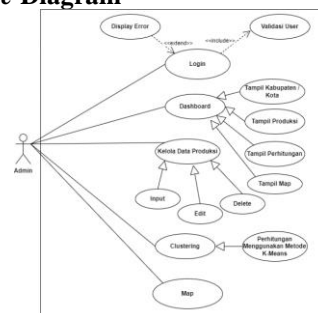 Display Error
Validasi User
<<extend>>
<<include>>
Login
Tampil Kabupaten /
Kota
Dashboard
Tampil Produksi
Tampil Perhitungan
Kelola Data Produksi
Tampil Map
Admin
Input
Edit
Delete
Clustering
Perhitungan
Menggunakan Metode
K-Means
Map